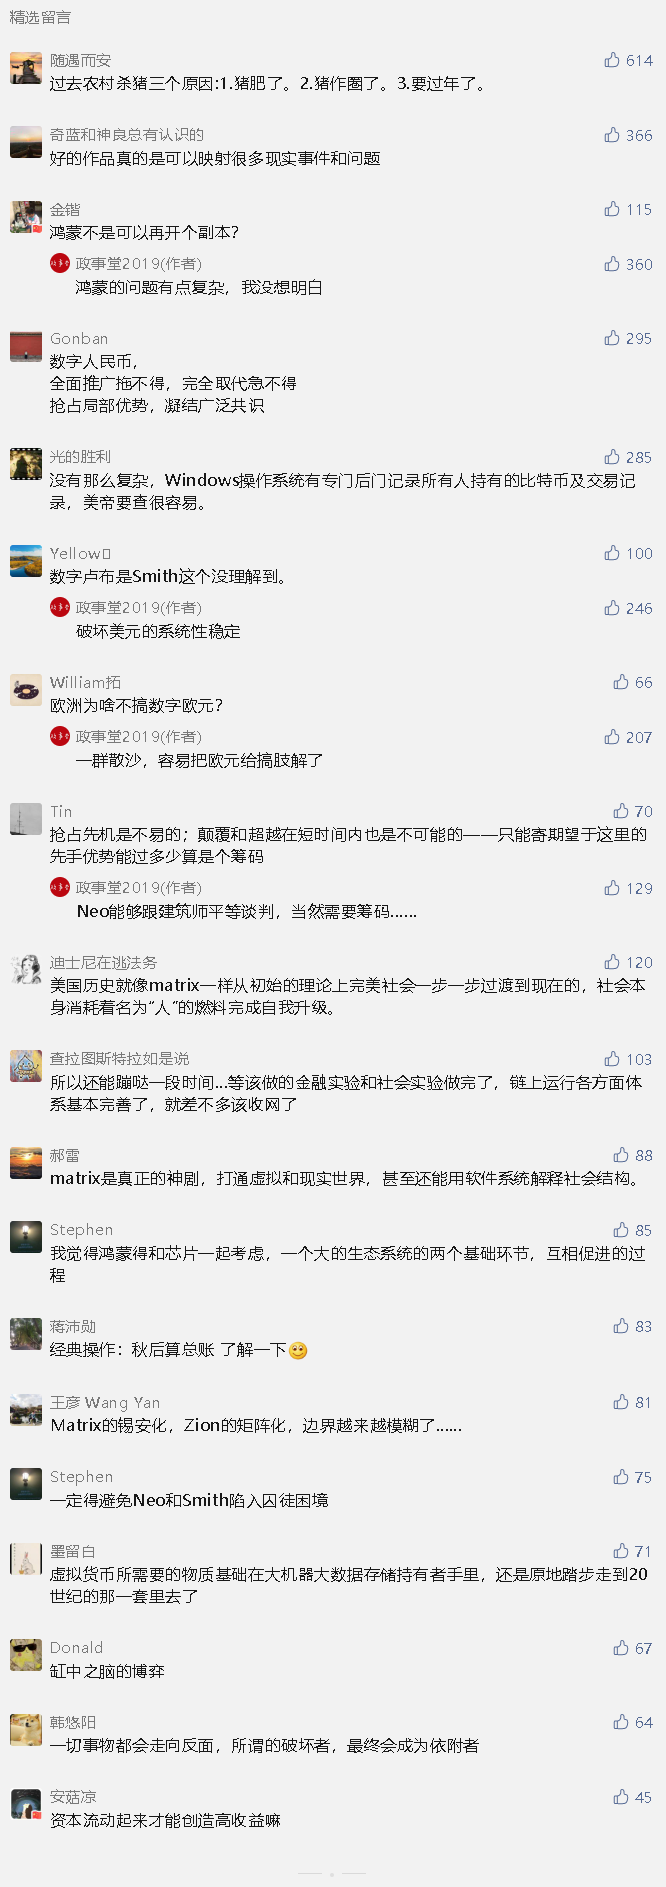 精选留言
随遇而安
614
过去农村杀猪三个原因:1.猪肥了。2.猪作圈了。3.要过年了。
奇蓝和神良总有认识的
366
好的作品真的是可以映射很多现实事件和问题
金锴
115
鸿蒙不是可以再开个副本?
政事堂2019(作者)
360
鸿蒙的问题有点复杂，我没想明白
Gonban
295
数字人民币，
全面推广拖不得，完全取代急不得
抢占局部优势，凝结广泛共识
光的胜利
285
没有那么复杂，Windows操作系统有专门后门记录所有人持有的比特币及交易记
录，美帝要查很容易。
Yellow
100
数字卢布是Smith这个没理解到。
政事堂2019(作者)
246
破坏美元的系统性稳定
William拓
66
欧洲为啥不搞数字欧元?
政事堂2019(作者)
207
一群散沙，容易把欧元给搞肢解了
Tin
70
抢占先机是不易的；颠覆和超越在短时间内也是不可能的——只能寄期望于这里的
先手优势能过多少算是个筹码
政事堂2019(作者)
129
Neo能够跟建筑师平等谈判，当然需要筹码......
迪士尼在逃法务
120
美国历史就像matrix一样从初始的理论上完美社会一步一步过渡到现在的，社会本
身消耗着名为“人”的燃料完成自我升级。
查拉图斯特拉如是说
103
所以还能蹦哒一段时间...等该做的金融实验和社会实验做完了，链上运行各方面体
系基本完善了，就差不多该收网了
郝雷
88
matrix是真正的神剧，打通虚拟和现实世界，甚至还能用软件系统解释社会结构。
Stephen
85
我觉得鸿蒙得和芯片一起考虑，一个大的生态系统的两个基础环节，互相促进的过
程
蒋沛勋
83
经典操作：秋后算总账 了解一下
王彦 Wang Yan
81
Matrix的锡安化，Zion的矩阵化，边界越来越模糊了......
Stephen
75
一定得避免Neo和Smith陷入囚徒困境
墨留白
71
虚拟货币所需要的物质基础在大机器大数据存储持有者手里，还是原地踏步走到20
世纪的那一套里去了
Donald
67
缸中之脑的博弈
韩悠阳
64
一切事物都会走向反面，所谓的破坏者，最终会成为依附者
安菇凉
45
资本流动起来才能创造高收益嘛